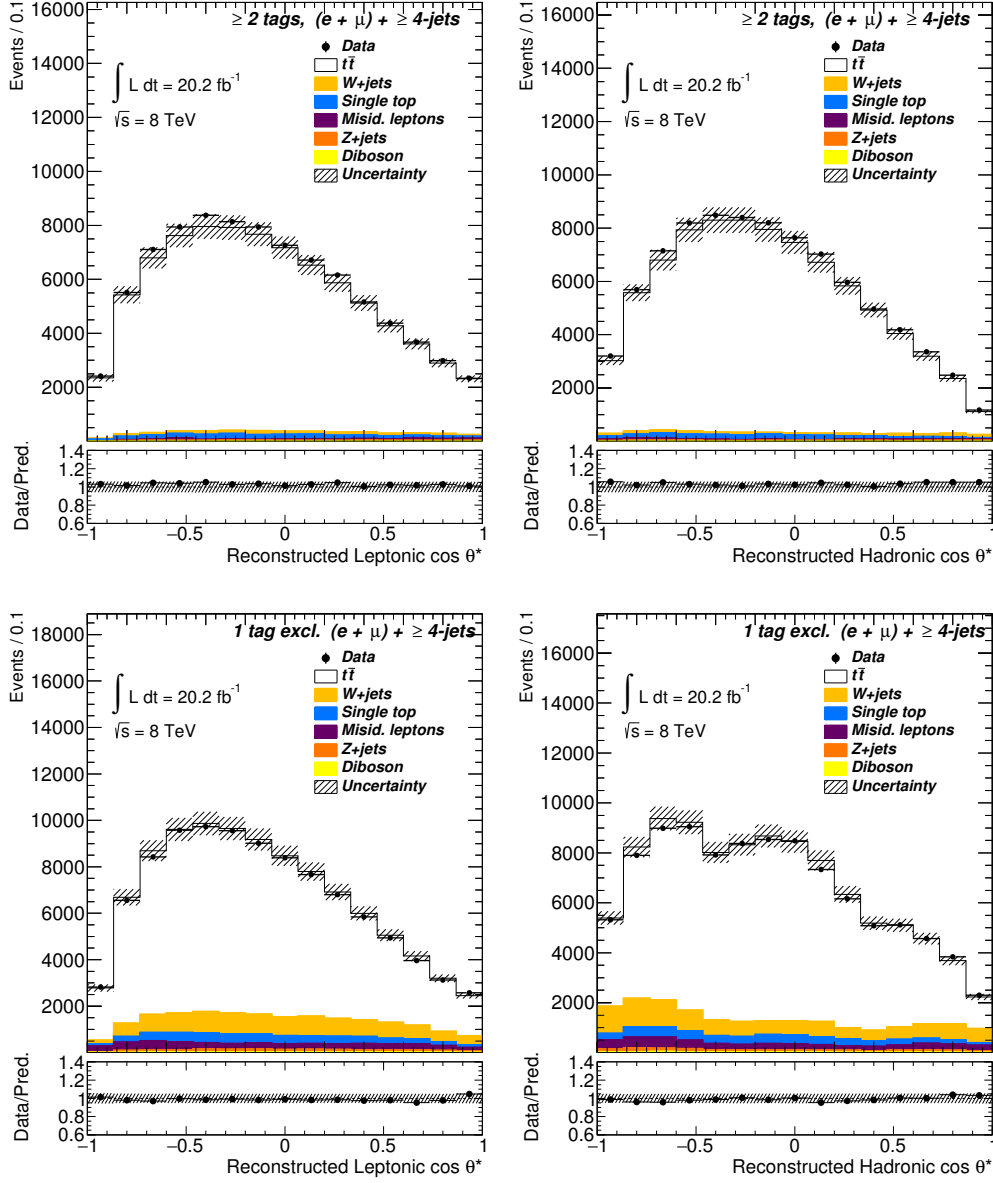 ≥ 2 tags, (e + μ) + ≥ 4-jets
Events / 0.1
16000
14000
12000
10000
8000
6000
4000
2000
∫ L dt = 20.2 fb⁻¹
√s = 8 TeV
Data
tt̄
W+jets
Single top
Misid. leptons
Z+jets
Diboson
Uncertainty
Data/Pred.
1.4
1.2
1
0.8
0.6
−1 −0.5 0 0.5 1
Reconstructed Leptonic cos θ*
≥ 2 tags, (e + μ) + ≥ 4-jets
Events / 0.1
16000
14000
12000
10000
8000
6000
4000
2000
∫ L dt = 20.2 fb⁻¹
√s = 8 TeV
Data
tt̄
W+jets
Single top
Misid. leptons
Z+jets
Diboson
Uncertainty
Data/Pred.
1.4
1.2
1
0.8
0.6
−1 −0.5 0 0.5 1
Reconstructed Hadronic cos θ*
1 tag excl. (e + μ) + ≥ 4-jets
Events / 0.1
18000
16000
14000
12000
10000
8000
6000
4000
2000
∫ L dt = 20.2 fb⁻¹
√s = 8 TeV
Data
tt̄
W+jets
Single top
Misid. leptons
Z+jets
Diboson
Uncertainty
Data/Pred.
1.4
1.2
1
0.8
0.6
−1 −0.5 0 0.5 1
Reconstructed Leptonic cos θ*
1 tag excl. (e + μ) + ≥ 4-jets
Events / 0.1
16000
14000
12000
10000
8000
6000
4000
2000
∫ L dt = 20.2 fb⁻¹
√s = 8 TeV
Data
tt̄
W+jets
Single top
Misid. leptons
Z+jets
Diboson
Uncertainty
Data/Pred.
1.4
1.2
1
0.8
0.6
−1 −0.5 0 0.5 1
Reconstructed Hadronic cos θ*